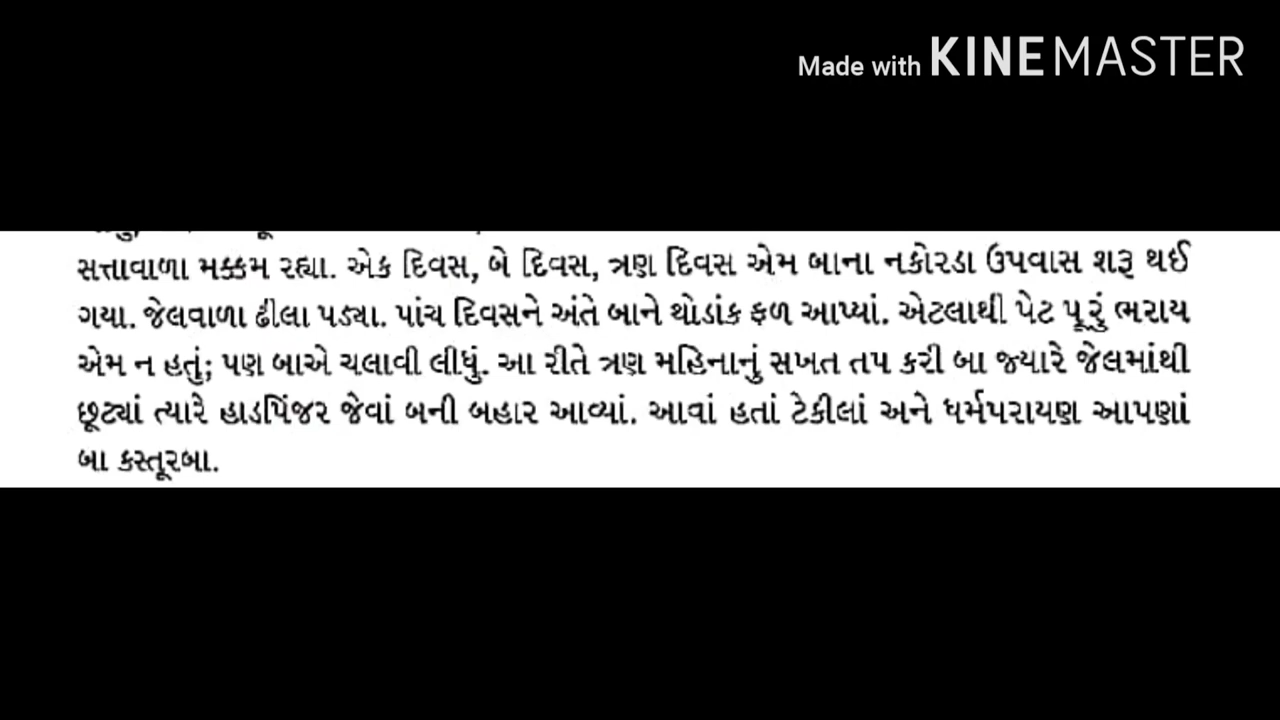 Made with KINEMASTER
સત્તાવાળા મક્કમ રહ્યા. એક દિવસ, બે દિવસ, ત્રણ દિવસ એમ બાના નકોરડા ઉપવાસ શરૂ થઈ
ગયા. જેલવાળા ઢીલા પડ્યા. પાંચ દિવસને અંતે બાને થોડાંક ફળ આપ્યાં. એટલાથી પેટ પૂરું ભરાય
એમ ન હતું; પણ બાએ ચલાવી લીધું. આ રીતે ત્રણ મહિનાનું સખત તપ કરી બા જ્યારે જેલમાંથી
છૂટ્યાં ત્યારે હાડપિંજર જેવાં બની બહાર આવ્યાં. આવાં હતાં ટેકીલાં અને ધર્મપરાયણ આપણાં
બા કસ્તૂરબા.